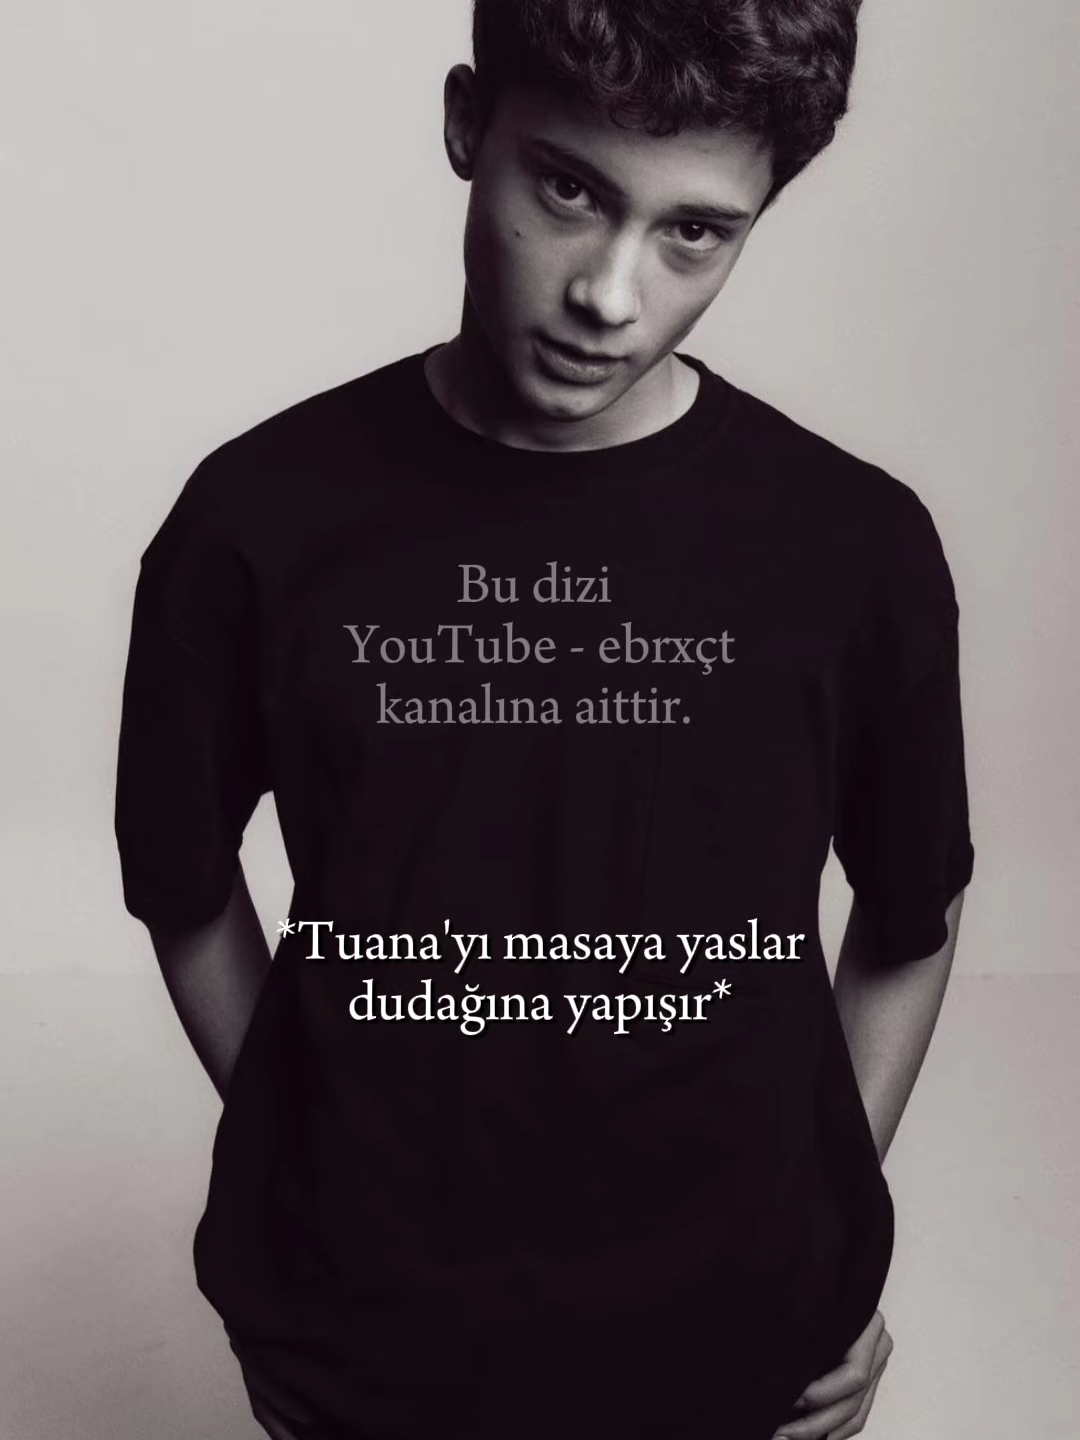 Bu dizi
YouTube - ebrxçt
kanalına aittir.
*Tuana'yı masaya yaslar
dudağına yapışır*